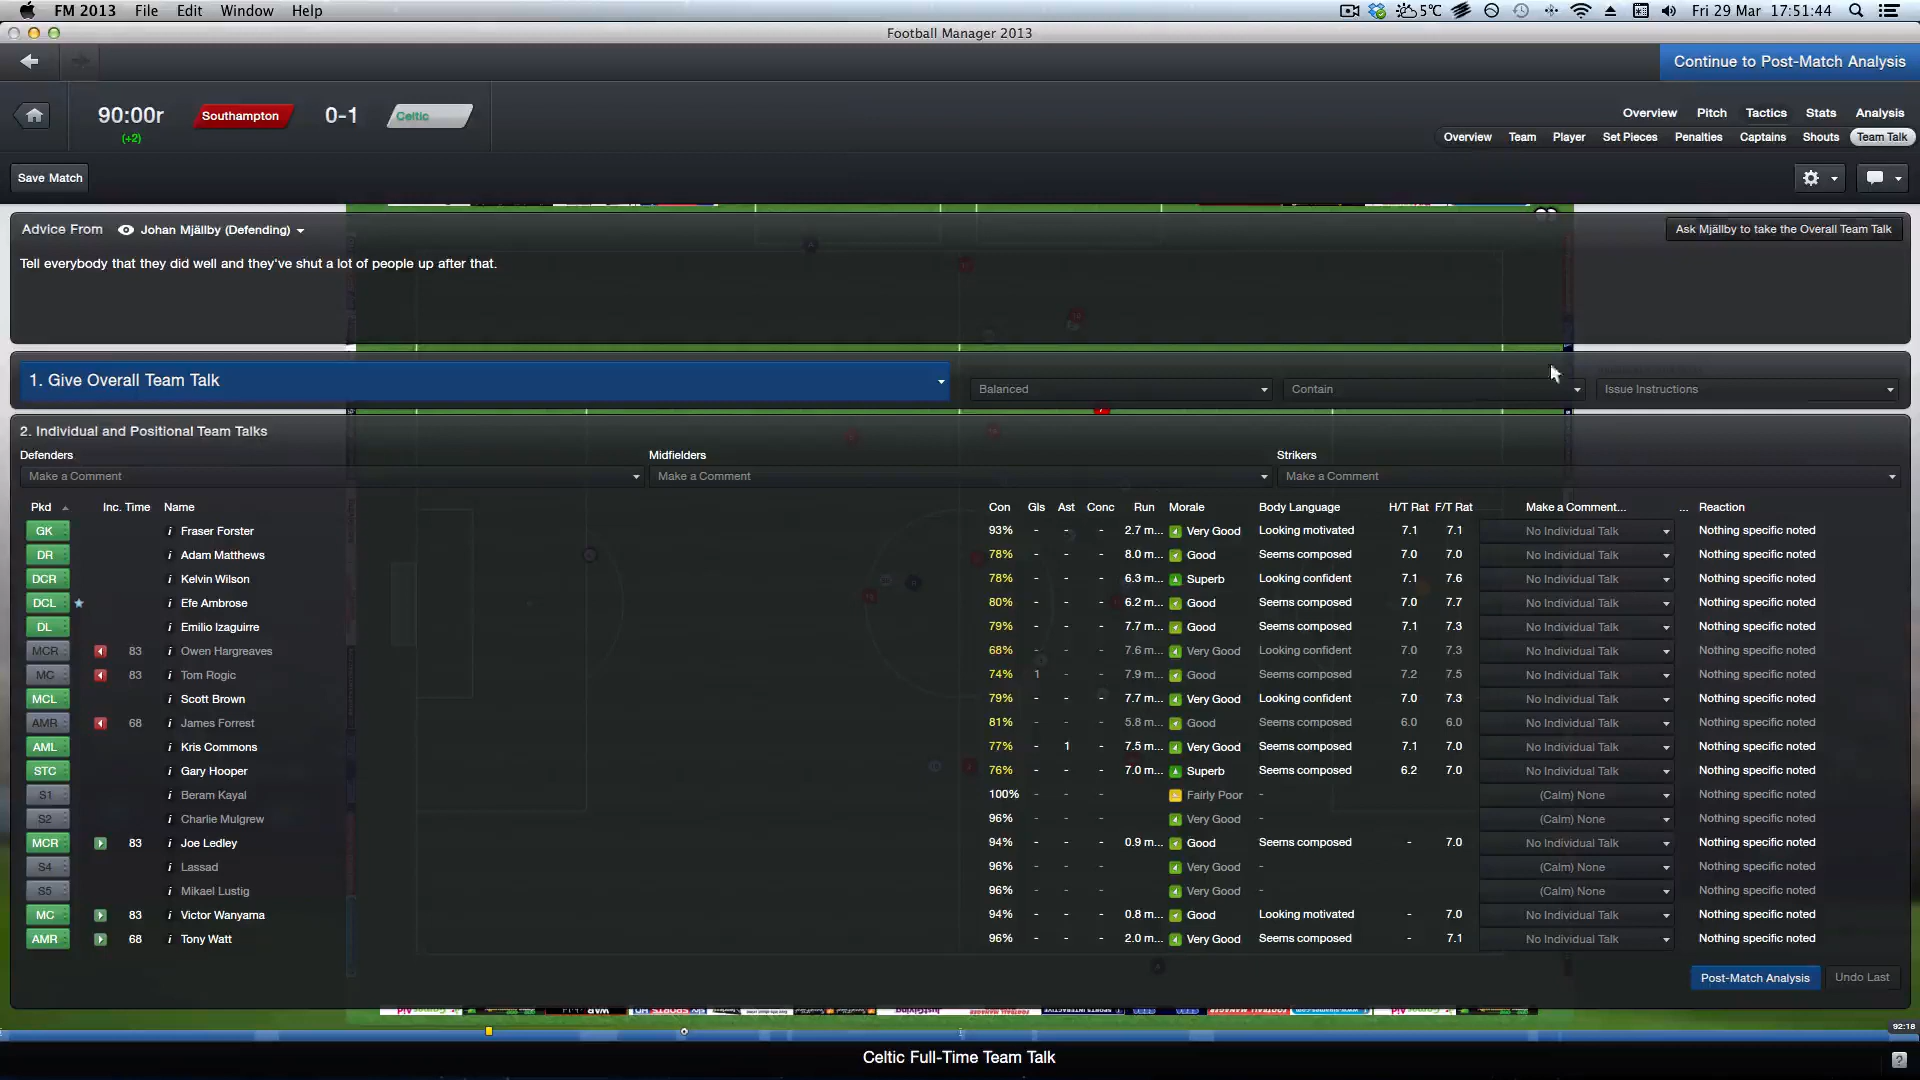 FM 2013 File Edit Window Help 5°C Fri 29 Mar 17:51:44
Football Manager 2013
Continue to Post-Match Analysis
90:00r Southampton 0-1 Celtic
(+2)
Overview Pitch Tactics Stats Analysis
Overview Team Player Set Pieces Penalties Captains Shouts Team Talk
Save Match
Advice From Johan Mjällby (Defending) Ask Mjällby to take the Overall Team Talk
Tell everybody that they did well and they've shut a lot of people up after that.
1. Give Overall Team Talk Balanced Contain Issue Instructions
2. Individual and Positional Team Talks
Defenders Midfielders Strikers
Make a Comment Make a Comment Make a Comment
Pkd Inc. Time Name Con Gls Ast Conc Run Morale Body Language H/T Rat F/T Rat Make a Comment... ... Reaction
GK i Fraser Forster 93% - - - 2.7 m... Very Good Looking motivated 7.1 7.1 No Individual Talk Nothing specific noted
DR i Adam Matthews 78% - - - 8.0 m... Good Seems composed 7.0 7.0 No Individual Talk Nothing specific noted
DCR i Kelvin Wilson 78% - - - 6.3 m... Superb Looking confident 7.1 7.6 No Individual Talk Nothing specific noted
DCL i Efe Ambrose 80% - - - 6.2 m... Good Seems composed 7.0 7.7 No Individual Talk Nothing specific noted
DL i Emilio Izaguirre 79% - - - 7.7 m... Good Seems composed 7.1 7.3 No Individual Talk Nothing specific noted
MCR 83 i Owen Hargreaves 68% - - - 7.6 m... Very Good Looking confident 7.0 7.3 No Individual Talk Nothing specific noted
MC 83 i Tom Rogic 74% 1 - - 7.9 m... Good Seems composed 7.2 7.5 No Individual Talk Nothing specific noted
MCL i Scott Brown 79% - - - 7.7 m... Very Good Looking confident 7.0 7.3 No Individual Talk Nothing specific noted
AMR 68 i James Forrest 81% - - - 5.8 m... Good Seems composed 6.0 6.0 No Individual Talk Nothing specific noted
AML i Kris Commons 77% - 1 - 7.5 m... Very Good Seems composed 7.1 7.0 No Individual Talk Nothing specific noted
STC i Gary Hooper 76% - - - 7.0 m... Superb Seems composed 6.2 7.0 No Individual Talk Nothing specific noted
S1 i Beram Kayal 100% - - - Fairly Poor - (Calm) None Nothing specific noted
S2 i Charlie Mulgrew 96% - - - Very Good - (Calm) None Nothing specific noted
MCR 83 i Joe Ledley 94% - - - 0.9 m... Good Seems composed - 7.0 No Individual Talk Nothing specific noted
S4 i Lassad 96% - - - Very Good - (Calm) None Nothing specific noted
S5 i Mikael Lustig 96% - - - Very Good - (Calm) None Nothing specific noted
MC 83 i Victor Wanyama 94% - - - 0.8 m... Good Looking motivated - 7.0 No Individual Talk Nothing specific noted
AMR 68 i Tony Watt 96% - - - 2.0 m... Very Good Seems composed - 7.1 No Individual Talk Nothing specific noted
Post-Match Analysis Undo Last
92:18
Celtic Full-Time Team Talk ?